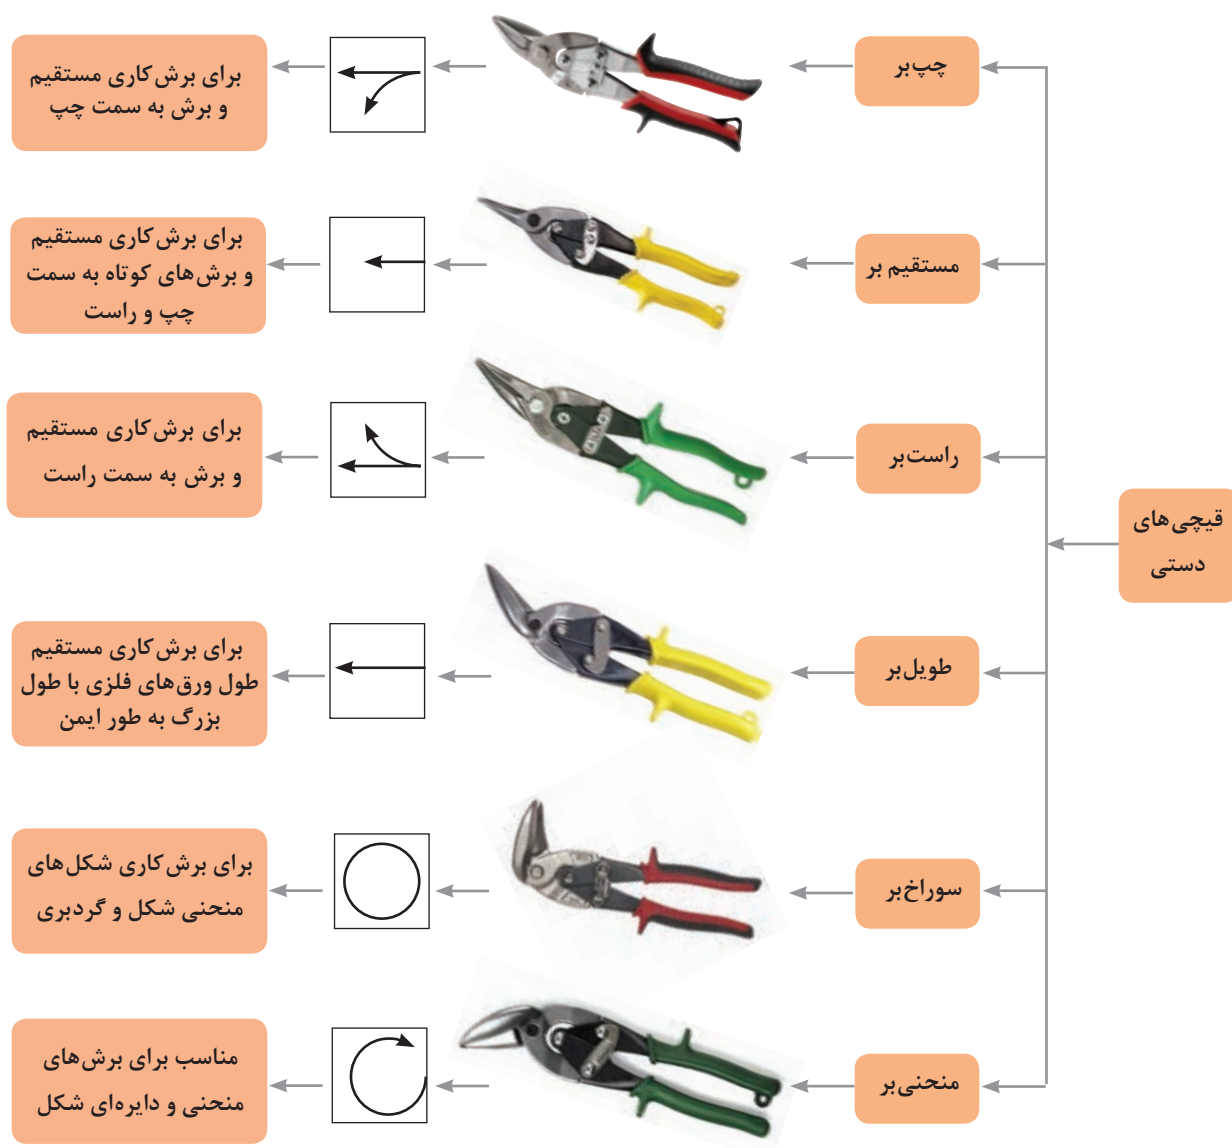 قیچی‌های
دستی
چپ‌بر
برای برش‌کاری مستقیم
و برش به سمت چپ
مستقیم بر
برای برش‌کاری مستقیم
و برش‌های کوتاه به سمت
چپ و راست
راست‌بر
برای برش‌کاری مستقیم
و برش به سمت راست
طویل‌بر
برای برش‌کاری مستقیم
طول ورق‌های فلزی با طول
بزرگ به طور ایمن
سوراخ‌بر
برای برش‌کاری شکل‌های
منحنی شکل و گردبری
منحنی‌بر
مناسب برای برش‌های
منحنی و دایره‌ای شکل